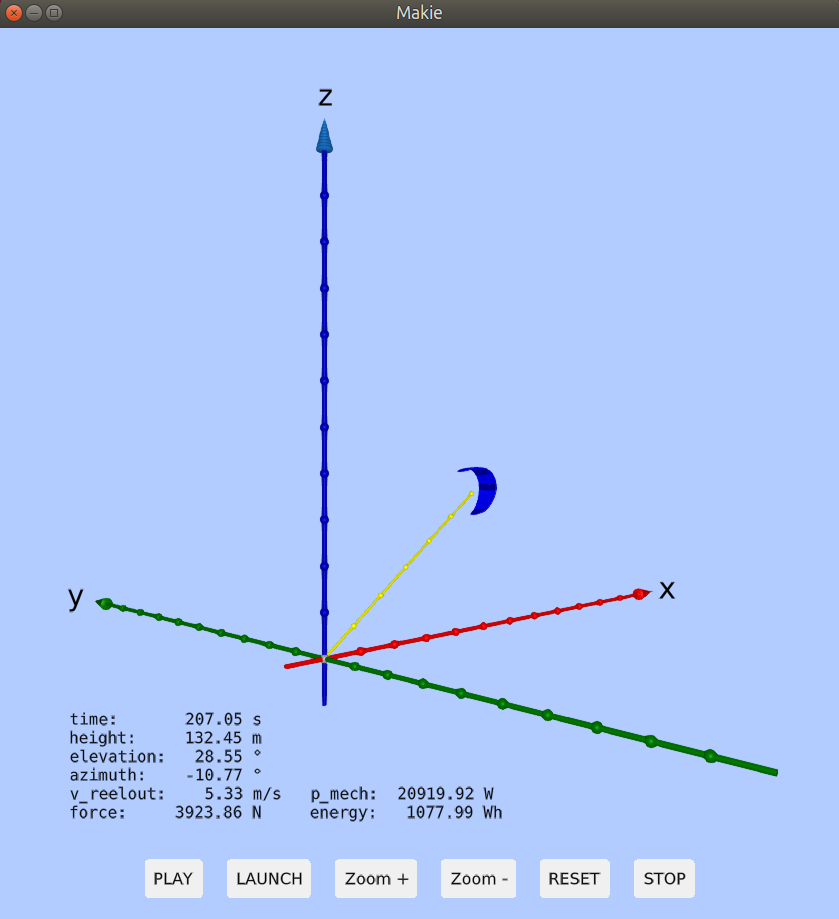 Makie
z
y
x
time: 207.05 s
height: 132.45 m
elevation: 28.55 °
azimuth: -10.77 °
v_reelout: 5.33 m/s p_mech: 20919.92 W
force: 3923.86 N energy: 1077.99 Wh
PLAY LAUNCH Zoom + Zoom - RESET STOP